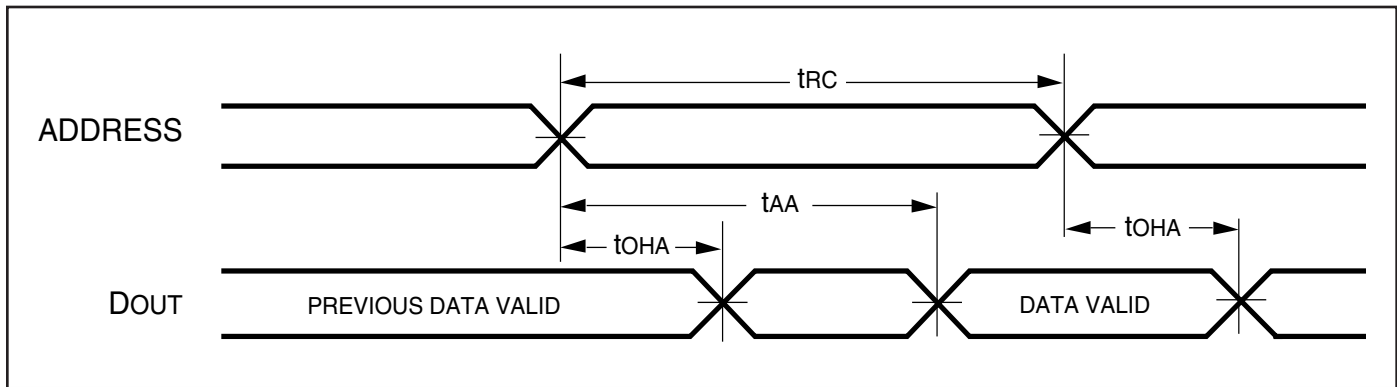 tRC
ADDRESS
tAA
tOHA
tOHA
DOUT
PREVIOUS DATA VALID
DATA VALID